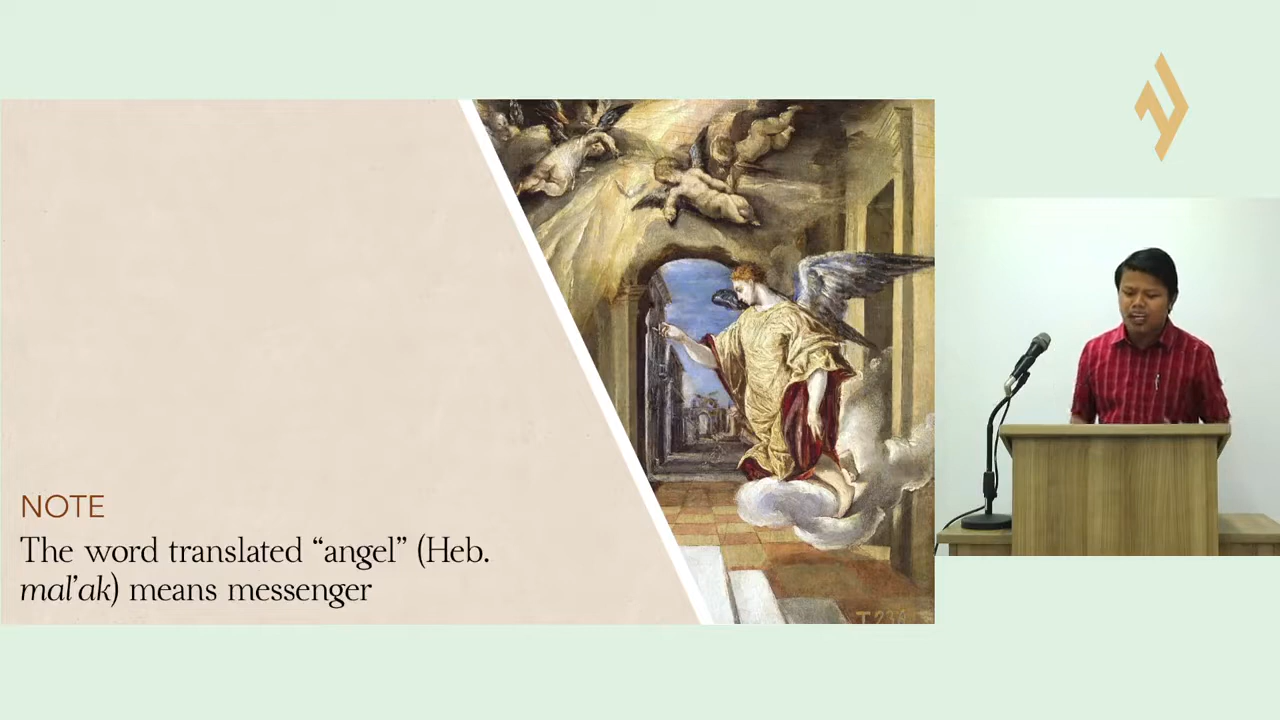 NOTE
The word translated “angel” (Heb.
mal’ak) means messenger